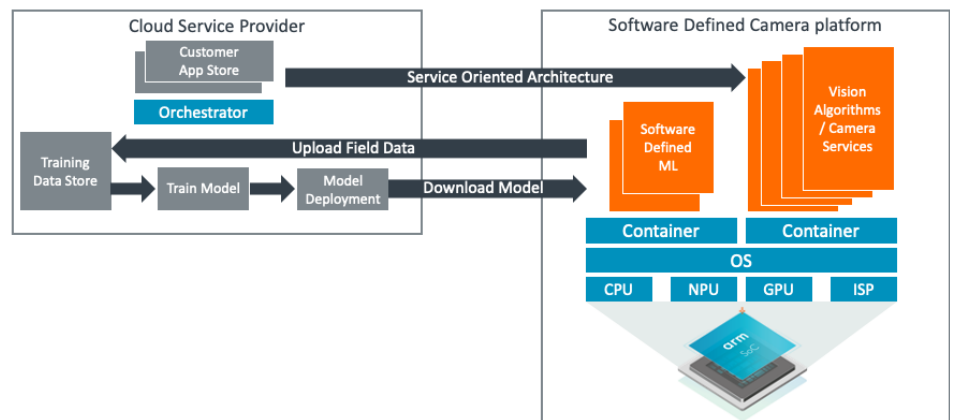 Cloud Service Provider
Software Defined Camera platform
Customer
App Store
Service Oriented Architecture
Orchestrator
Vision
Algorithms
/ Camera
Services
Software
Defined
ML
Upload Field Data
Training
Data Store
Train Model
Model
Deployment
Download Model
Container
Container
OS
CPU
NPU
GPU
ISP
arm
SoC